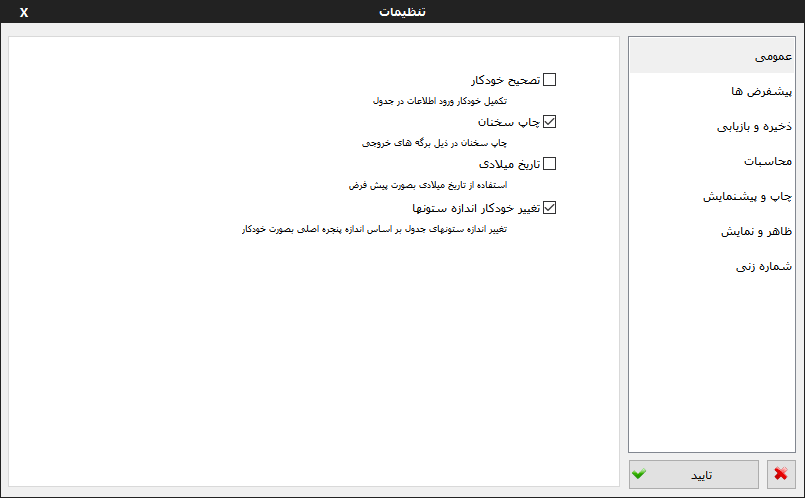 تنظیمات
X
عمومی
پیشفرض ها
ذخیره و بازیابی
محاسبات
چاپ و پیشنمایش
ظاهر و نمایش
شماره زنی
تصحیح خودکار
تکمیل خودکار ورود اطلاعات در جدول
چاپ سخنان
چاپ سخنان در ذیل برگه های خروجی
تاریخ میلادی
استفاده از تاریخ میلادی بصورت پیش فرض
تغییر خودکار اندازه ستونها
تغییر اندازه ستونهای جدول بر اساس اندازه پنجره اصلی بصورت خودکار
تایید